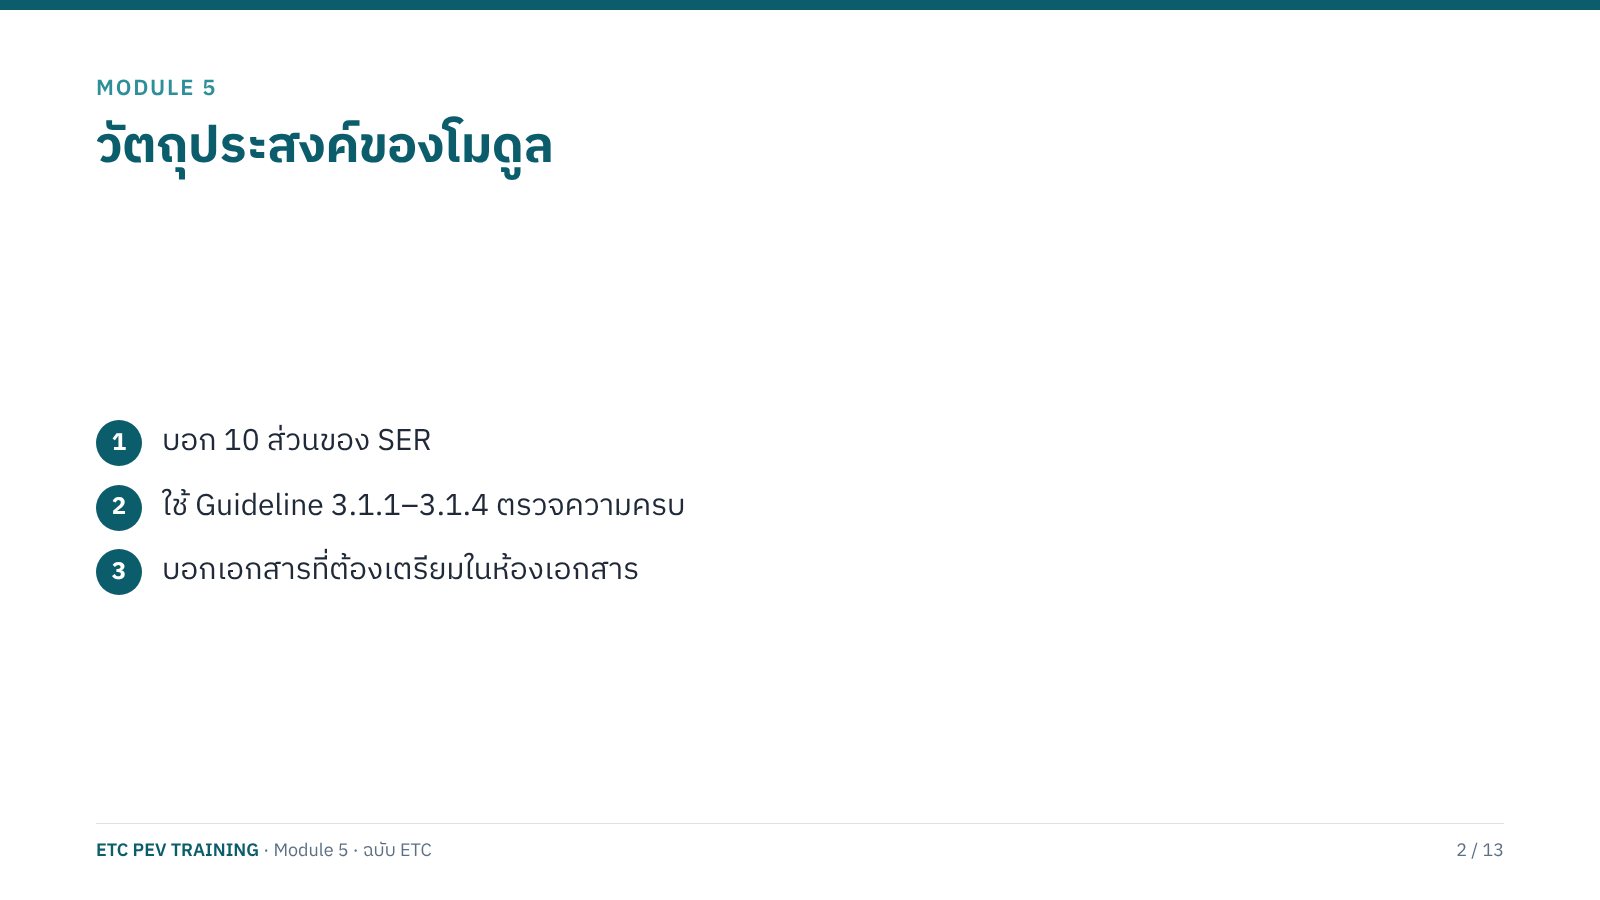 MODULE 5
วัตถุประสงค์ของโมดูล
1 บอก 10 ส่วนของ SER
2 ใช้ Guideline 3.1.1–3.1.4 ตรวจความครบ
3 บอกเอกสารที่ต้องเตรียมในห้องเอกสาร
ETC PEV TRAINING · Module 5 · ฉบับ ETC
2 / 13